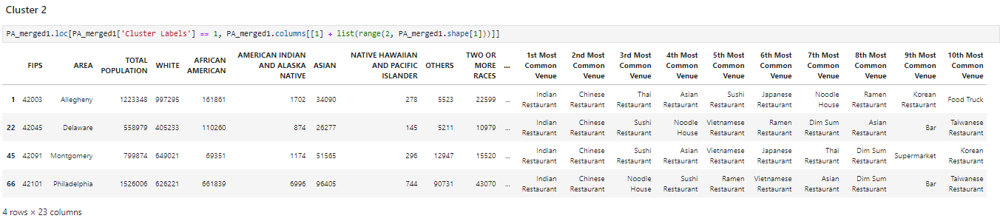 Cluster 2
PA_merged1.loc[PA_merged1['Cluster Labels'] == 1, PA_merged1.columns[[1] + list(range(2, PA_merged1.shape[1]))]]
FIPS AREA TOTAL POPULATION WHITE AFRICAN AMERICAN AMERICAN INDIAN AND ALASKA NATIVE ASIAN NATIVE HAWAIIAN AND PACIFIC ISLANDER OTHERS TWO OR MORE RACES ... 1st Most Common Venue 2nd Most Common Venue 3rd Most Common Venue 4th Most Common Venue 5th Most Common Venue 6th Most Common Venue 7th Most Common Venue 8th Most Common Venue 9th Most Common Venue 10th Most Common Venue
1 42003 Allegheny 1223348 997295 161861 1702 34090 278 5523 22599 ... Indian Restaurant Chinese Restaurant Thai Restaurant Asian Restaurant Sushi Restaurant Japanese Restaurant Noodle House Ramen Restaurant Korean Restaurant Food Truck
22 42045 Delaware 558979 405233 110260 874 26277 145 5211 10979 ... Indian Restaurant Chinese Restaurant Sushi Restaurant Noodle House Vietnamese Restaurant Ramen Restaurant Dim Sum Restaurant Asian Restaurant Bar Taiwanese Restaurant
45 42091 Montgomery 799874 649021 69351 1174 51565 296 12947 15520 ... Indian Restaurant Chinese Restaurant Sushi Restaurant Asian Restaurant Vietnamese Restaurant Japanese Restaurant Thai Restaurant Dim Sum Restaurant Supermarket Korean Restaurant
66 42101 Philadelphia 1526006 626221 661839 6996 96405 744 90731 43070 ... Indian Restaurant Chinese Restaurant Noodle House Sushi Restaurant Ramen Restaurant Vietnamese Restaurant Asian Restaurant Dim Sum Restaurant Bar Taiwanese Restaurant
4 rows × 23 columns